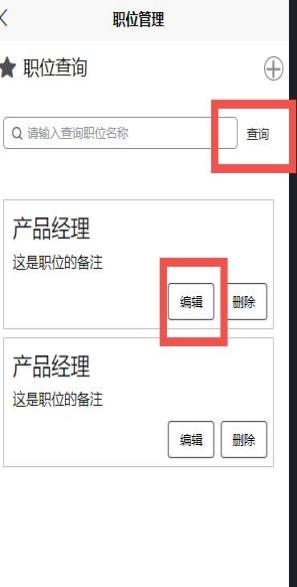 职位管理
职位查询
请输入查询职位名称 查询
产品经理
这是职位的备注
编辑 删除
产品经理
这是职位的备注
编辑 删除